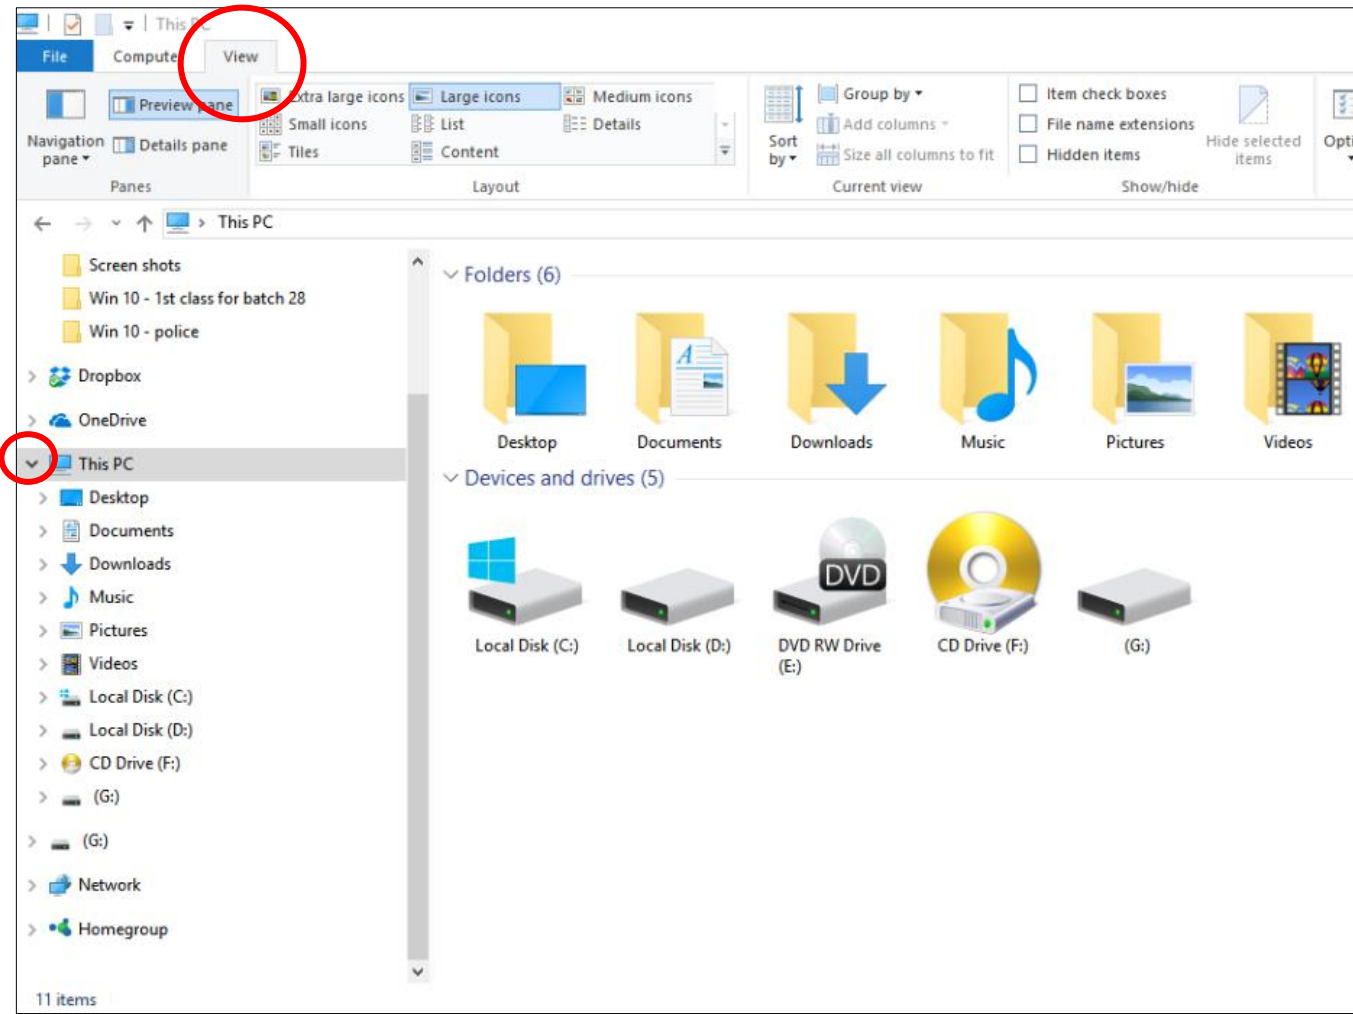 This PC
File Computer View
Navigation pane
Preview pane
Details pane
Panes
Extra large icons Large icons Medium icons
Small icons List Details
Tiles Content
Layout
Sort by
Group by
Add columns
Size all columns to fit
Current view
Item check boxes
File name extensions
Hidden items
Hide selected items
Show/hide
Opti
This PC
Screen shots
Win 10 - 1st class for batch 28
Win 10 - police
Dropbox
OneDrive
This PC
Desktop
Documents
Downloads
Music
Pictures
Videos
Local Disk (C:)
Local Disk (D:)
CD Drive (F:)
(G:)
(G:)
Network
Homegroup
Folders (6)
Desktop Documents Downloads Music Pictures Videos
Devices and drives (5)
DVD
Local Disk (C:) Local Disk (D:) DVD RW Drive (E:) CD Drive (F:) (G:)
11 items